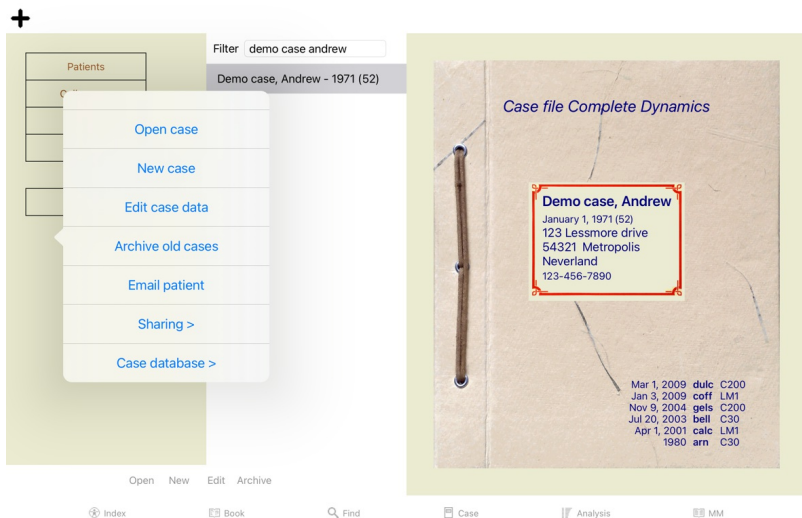 Filter demo case andrew
Patients
Demo case, Andrew - 1971 (52)
Open case
New case
Edit case data
Archive old cases
Email patient
Sharing >
Case database >
Case file Complete Dynamics
Demo case, Andrew
January 1, 1971 (52)
123 Lessmore drive
54321 Metropolis
Neverland
123-456-7890
Mar 1, 2009 dulc C200
Jan 3, 2009 coff LM1
Nov 9, 2004 gels C200
Jul 20, 2003 bell C30
Apr 1, 2001 calc LM1
1980 arn C30
Open New Edit Archive
Index Book Find Case Analysis MM